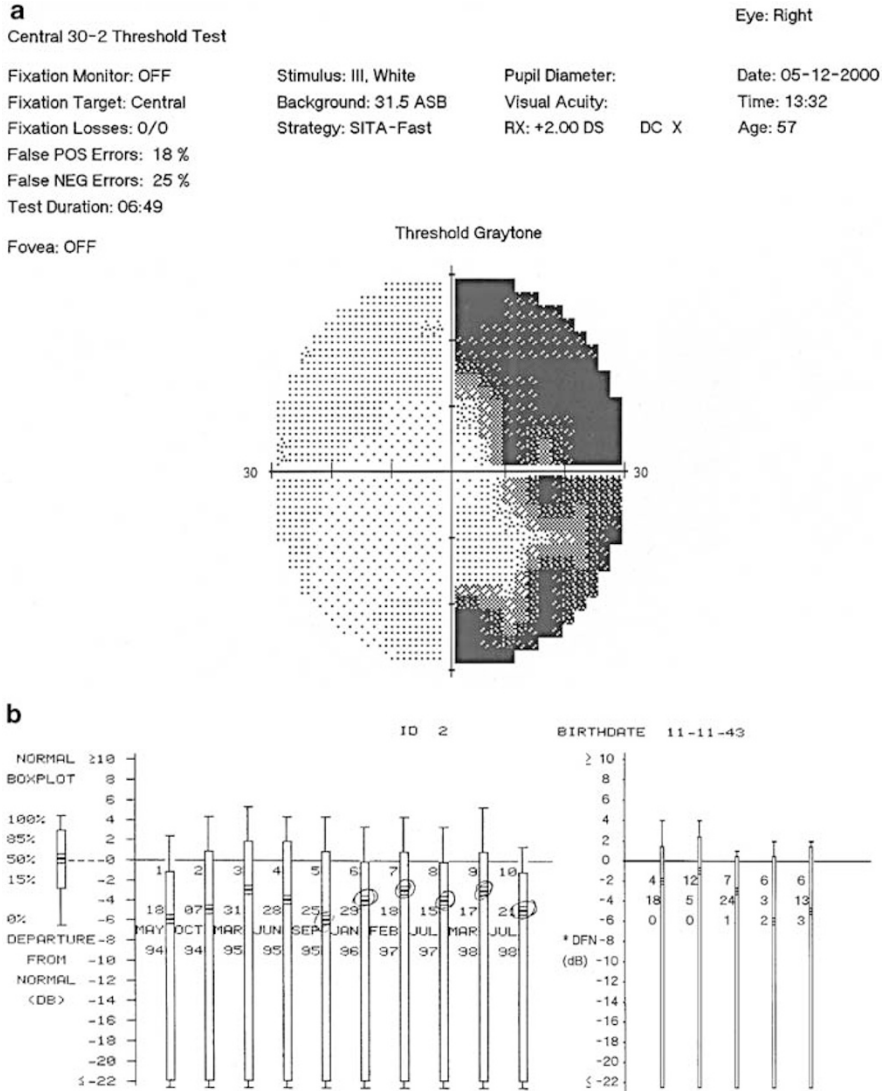 a
Eye: Right
Central 30-2 Threshold Test
Fixation Monitor: OFF Stimulus: III, White Pupil Diameter: Date: 05-12-2000
Fixation Target: Central Background: 31.5 ASB Visual Acuity: Time: 13:32
Fixation Losses: 0/0 Strategy: SITA-Fast RX: +2.00 DS DC X Age: 57
False POS Errors: 18 %
False NEG Errors: 25 %
Test Duration: 06:49
Fovea: OFF
Threshold Graytone
30 30
b
ID 2 BIRTHDATE 11-11-43
NORMAL
BOXPLOT
100%
85%
50%
15%
0%
DEPARTURE
FROM
NORMAL
(DB)
≥10
8
6
4
2
-0
-2
-4
-6
-8
-10
-12
-14
-16
-18
-20
≤-22
1 2 3 4 5 6 7 8 9 10
18 07 31 28 25 29 18 15 17 21
MAY OCT MAR JUN SEP JAN FEB JUL MAR JUL
94 94 95 95 95 96 97 97 98 98
≥ 10
8
6
4
2
0
-2
-4
-6
-8
-10
-12
-14
-16
-18
-20
≤ -22
* DFN
(dB)
4 12 7 6 6
18 5 24 3 13
0 0 1 2 3